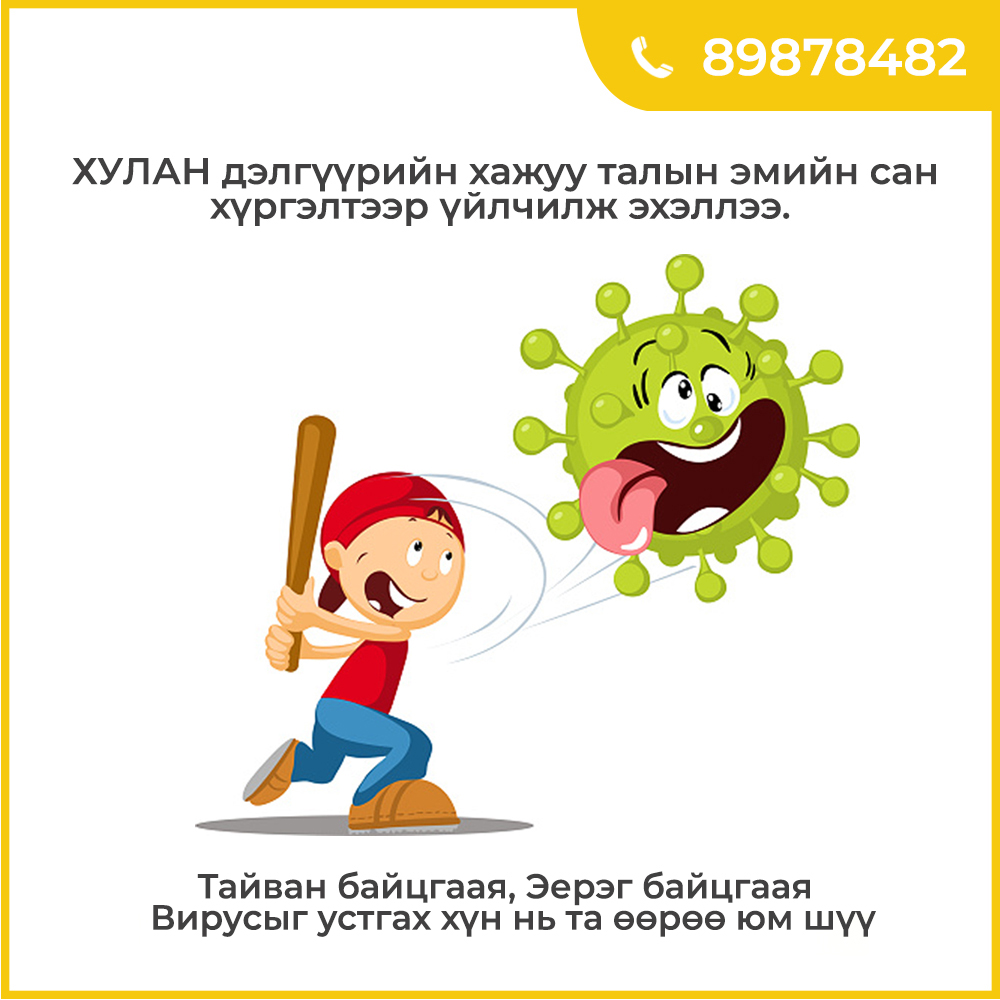 89878482
ХУЛАН дэлгүүрийн хажуу талын эмийн сан
хүргэлтээр үйлчилж эхэллээ.
Тайван байцгаая, Эерэг байцгаая
Вирусыг устгах хүн нь та өөрөө юм шүү